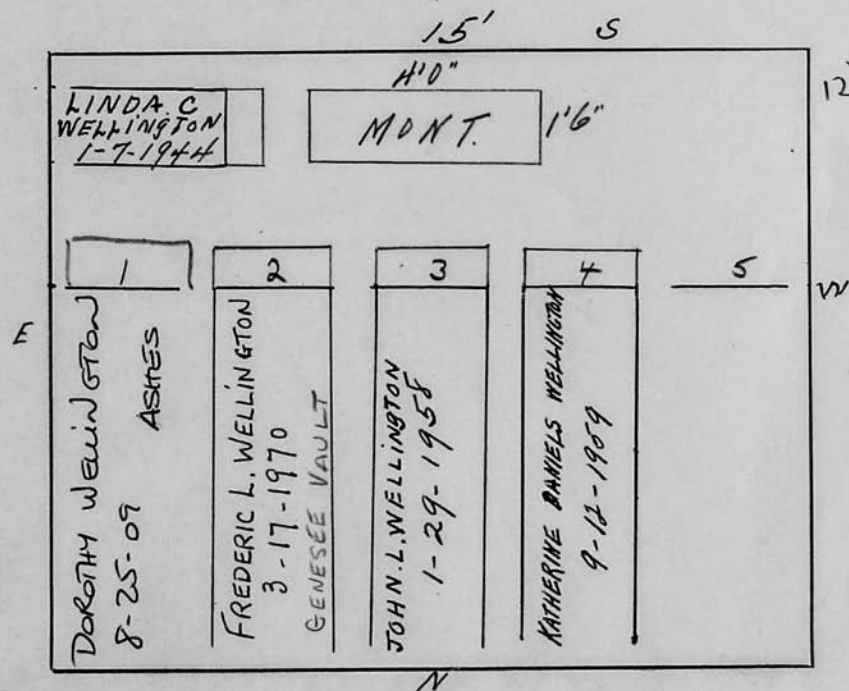 15' S
4'0"
12'
LINDA. C
WELLINGTON
1-7-1944
MONT.
1'6"
1
2
3
4
5
E
W
DOROTHY WELLINGTON
8-25-09
ASHES
FREDERIC L. WELLINGTON
3-17-1970
GENESEE VAULT
JOHN. L. WELLINGTON
1-29-1958
KATHERINE DANIELS WELLINGTON
9-12-1959
N